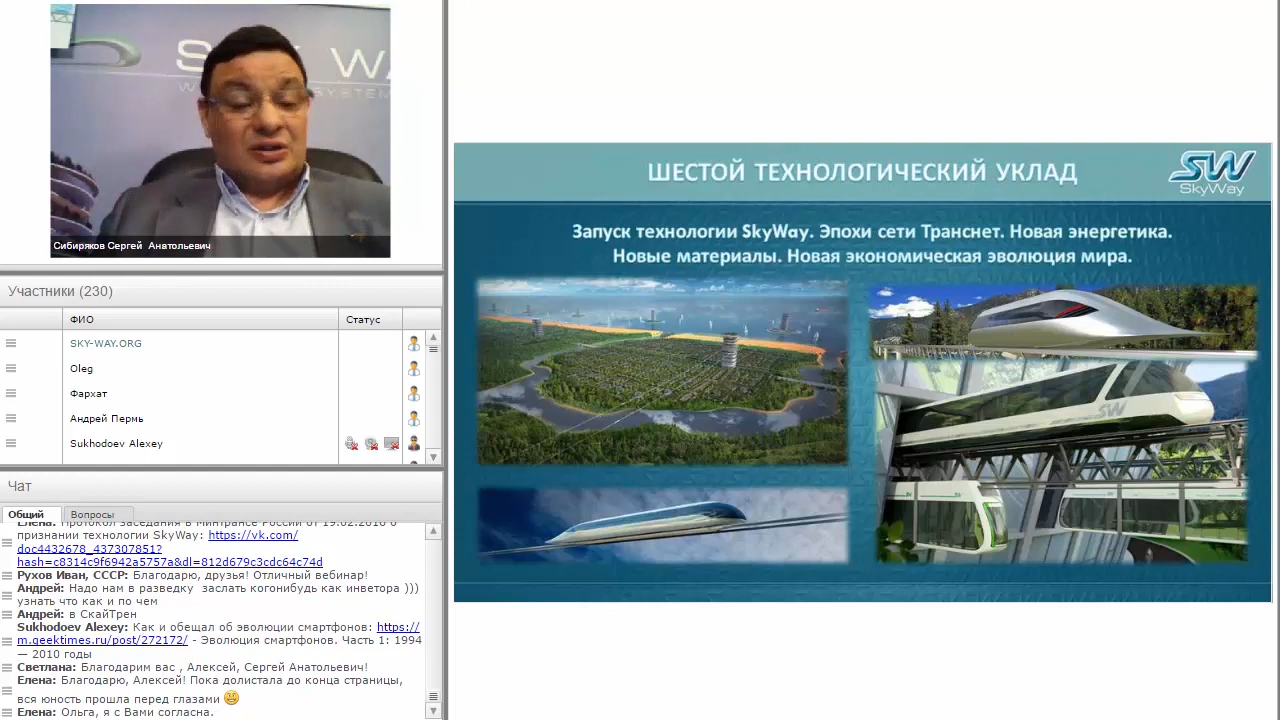 SKY WA
W SYSTEM
Сибиряков Сергей Анатольевич
Участники (230)
ФИО
Статус
SKY-WAY.ORG
Oleg
Фархат
Андрей Пермь
Sukhodoev Alexey
Чат
Общий
Вопросы
Елена: Протокол заседания в Минтрансе России от 19.02.2016 о
признании технологии SkyWay: https://vk.com/
doc4432678_437307851?
hash=c8314c9f6942a5757a&dl=812d679c3cdc64c74d
Рухов Иван, СССР: Благодарю, друзья! Отличный вебинар!
Андрей: Надо нам в разведку заслать когонибудь как инветора )))
узнать что как и по чем
Андрей: в СкайТрен
Sukhodoev Alexey: Как и обещал об эволюции смартфонов: https://
m.geektimes.ru/post/272172/ - Эволюция смартфонов. Часть 1: 1994
— 2010 годы
Светлана: Благодарим вас , Алексей, Сергей Анатольевич!
Елена: Благодарю, Алексей! Пока долистала до конца страницы,
вся юность прошла перед глазами
Елена: Ольга, я с Вами согласна.
ШЕСТОЙ ТЕХНОЛОГИЧЕСКИЙ УКЛАД
SW
SkyWay
Запуск технологии SkyWay. Эпохи сети Транснет. Новая энергетика.
Новые материалы. Новая экономическая эволюция мира.
SW